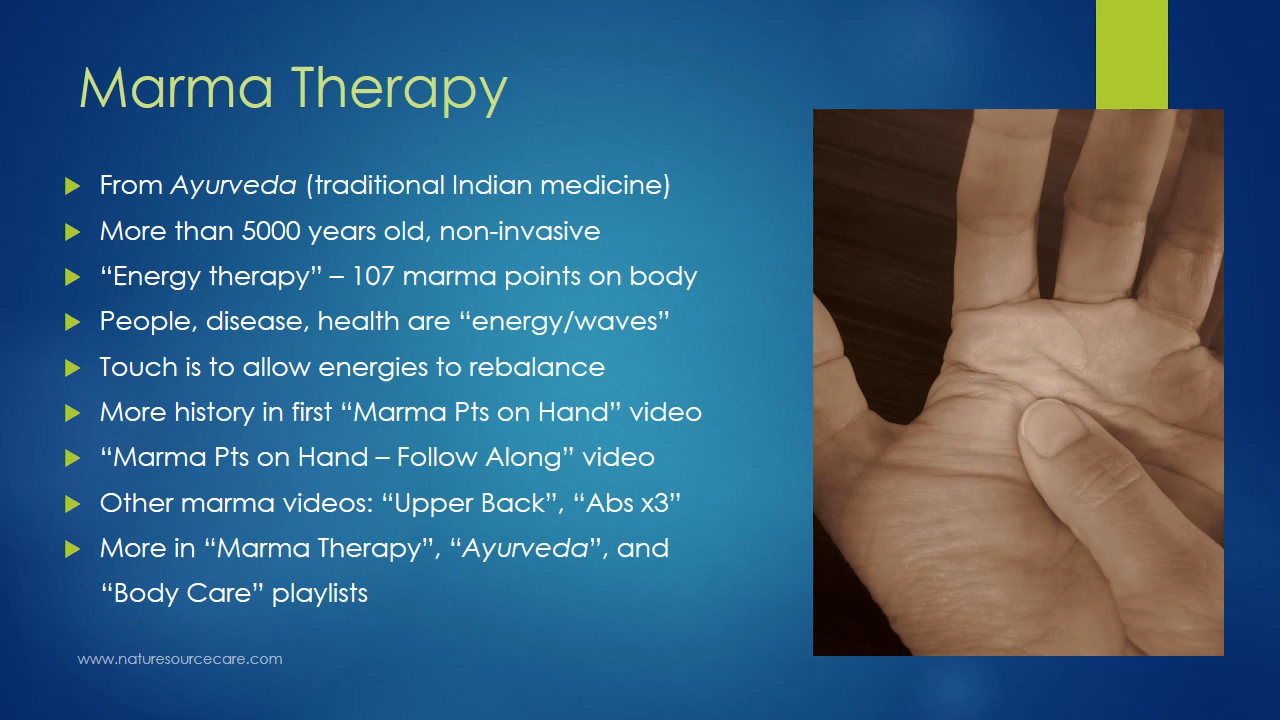 Marma Therapy
From Ayurveda (traditional Indian medicine)
More than 5000 years old, non-invasive
“Energy therapy” – 107 marma points on body
People, disease, health are “energy/waves”
Touch is to allow energies to rebalance
More history in first “Marma Pts on Hand” video
“Marma Pts on Hand – Follow Along” video
Other marma videos: “Upper Back”, “Abs x3”
More in “Marma Therapy”, “Ayurveda”, and
“Body Care” playlists
www.naturesourcecare.com